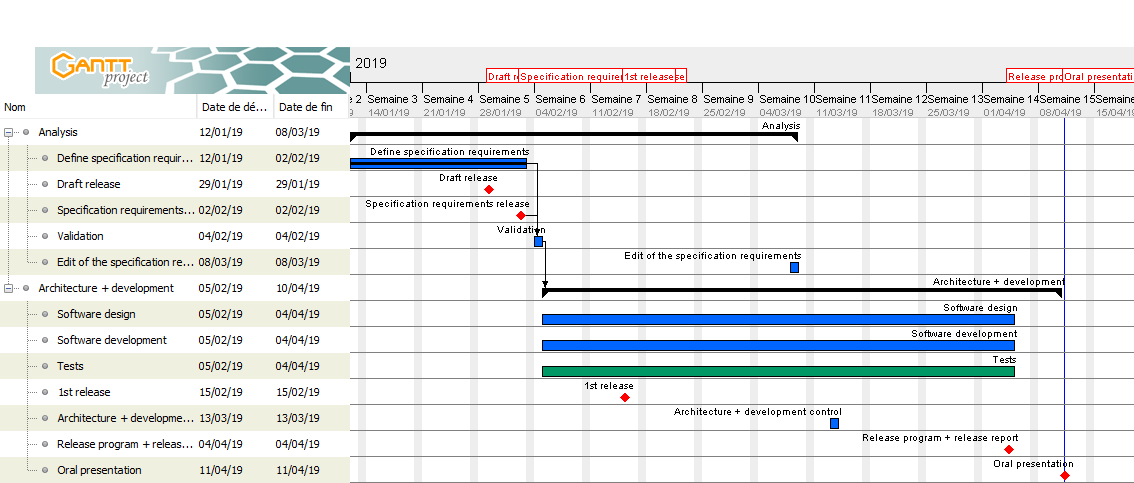 GANTT
project
2019
Draft r Specification requirer 1st release se Release pro Oral presentati
Nom Date de dé... Date de fin
2 Semaine 3 Semaine 4 Semaine 5 Semaine 6 Semaine 7 Semaine 8 Semaine 9 Semaine 10 Semaine 11 Semaine 12 Semaine 13 Semaine 14 Semaine 15 Semaine
14/01/19 21/01/19 28/01/19 04/02/19 11/02/19 18/02/19 25/02/19 04/03/19 11/03/19 18/03/19 25/03/19 01/04/19 08/04/19 15/04/19
Analysis 12/01/19 08/03/19 Analysis
Define specification requir... 12/01/19 02/02/19 Define specification requirements
Draft release 29/01/19 29/01/19 Draft release
Specification requirements... 02/02/19 02/02/19 Specification requirements release
Validation 04/02/19 04/02/19 Validation
Edit of the specification re... 08/03/19 08/03/19 Edit of the specification requirements
Architecture + development 05/02/19 10/04/19 Architecture + development
Software design 05/02/19 04/04/19 Software design
Software development 05/02/19 04/04/19 Software development
Tests 05/02/19 04/04/19 Tests
1st release 15/02/19 15/02/19 1st release
Architecture + developme... 13/03/19 13/03/19 Architecture + development control
Release program + releas... 04/04/19 04/04/19 Release program + release report
Oral presentation 11/04/19 11/04/19 Oral presentation